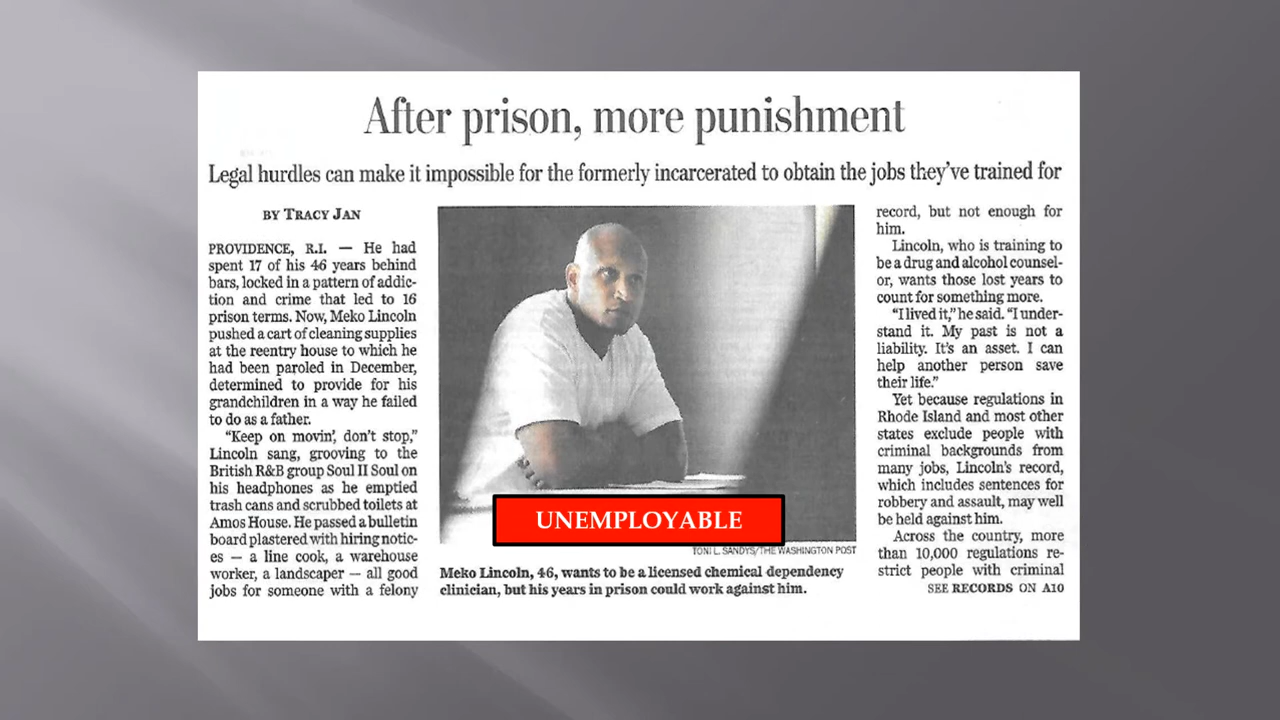 After prison, more punishment
Legal hurdles can make it impossible for the formerly incarcerated to obtain the jobs they've trained for
BY TRACY JAN
PROVIDENCE, R.I. — He had
spent 17 of his 46 years behind
bars, locked in a pattern of addic-
tion and crime that led to 16
prison terms. Now, Meko Lincoln
pushed a cart of cleaning supplies
at the reentry house to which he
had been paroled in December,
determined to provide for his
grandchildren in a way he failed
to do as a father.
"Keep on movin', don't stop,"
Lincoln sang, grooving to the
British R&B group Soul II Soul on
his headphones as he emptied
trash cans and scrubbed toilets at
Amos House. He passed a bulletin
board plastered with hiring notic-
es — a line cook, a warehouse
worker, a landscaper — all good
jobs for someone with a felony
UNEMPLOYABLE
TONI L. SANDYS/THE WASHINGTON POST
Meko Lincoln, 46, wants to be a licensed chemical dependency
clinician, but his years in prison could work against him.
record, but not enough for
him.
Lincoln, who is training to
be a drug and alcohol counsel-
or, wants those lost years to
count for something more.
"I lived it," he said. "I under-
stand it. My past is not a
liability. It's an asset. I can
help another person save
their life."
Yet because regulations in
Rhode Island and most other
states exclude people with
criminal backgrounds from
many jobs, Lincoln's record,
which includes sentences for
robbery and assault, may well
be held against him.
Across the country, more
than 10,000 regulations re-
strict people with criminal
SEE RECORDS ON A10